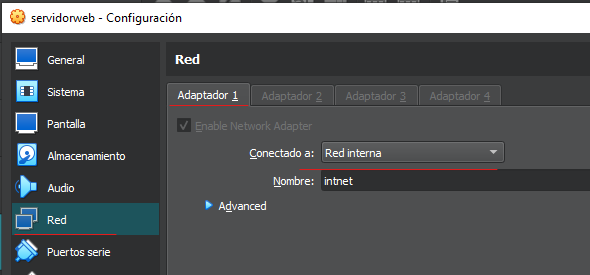 servidorweb - Configuración
General
Sistema
Pantalla
Almacenamiento
Audio
Red
Puertos serie
Red
Adaptador 1 Adaptador 2 Adaptador 3 Adaptador 4
Enable Network Adapter
Conectado a: Red interna
Nombre: intnet
Advanced